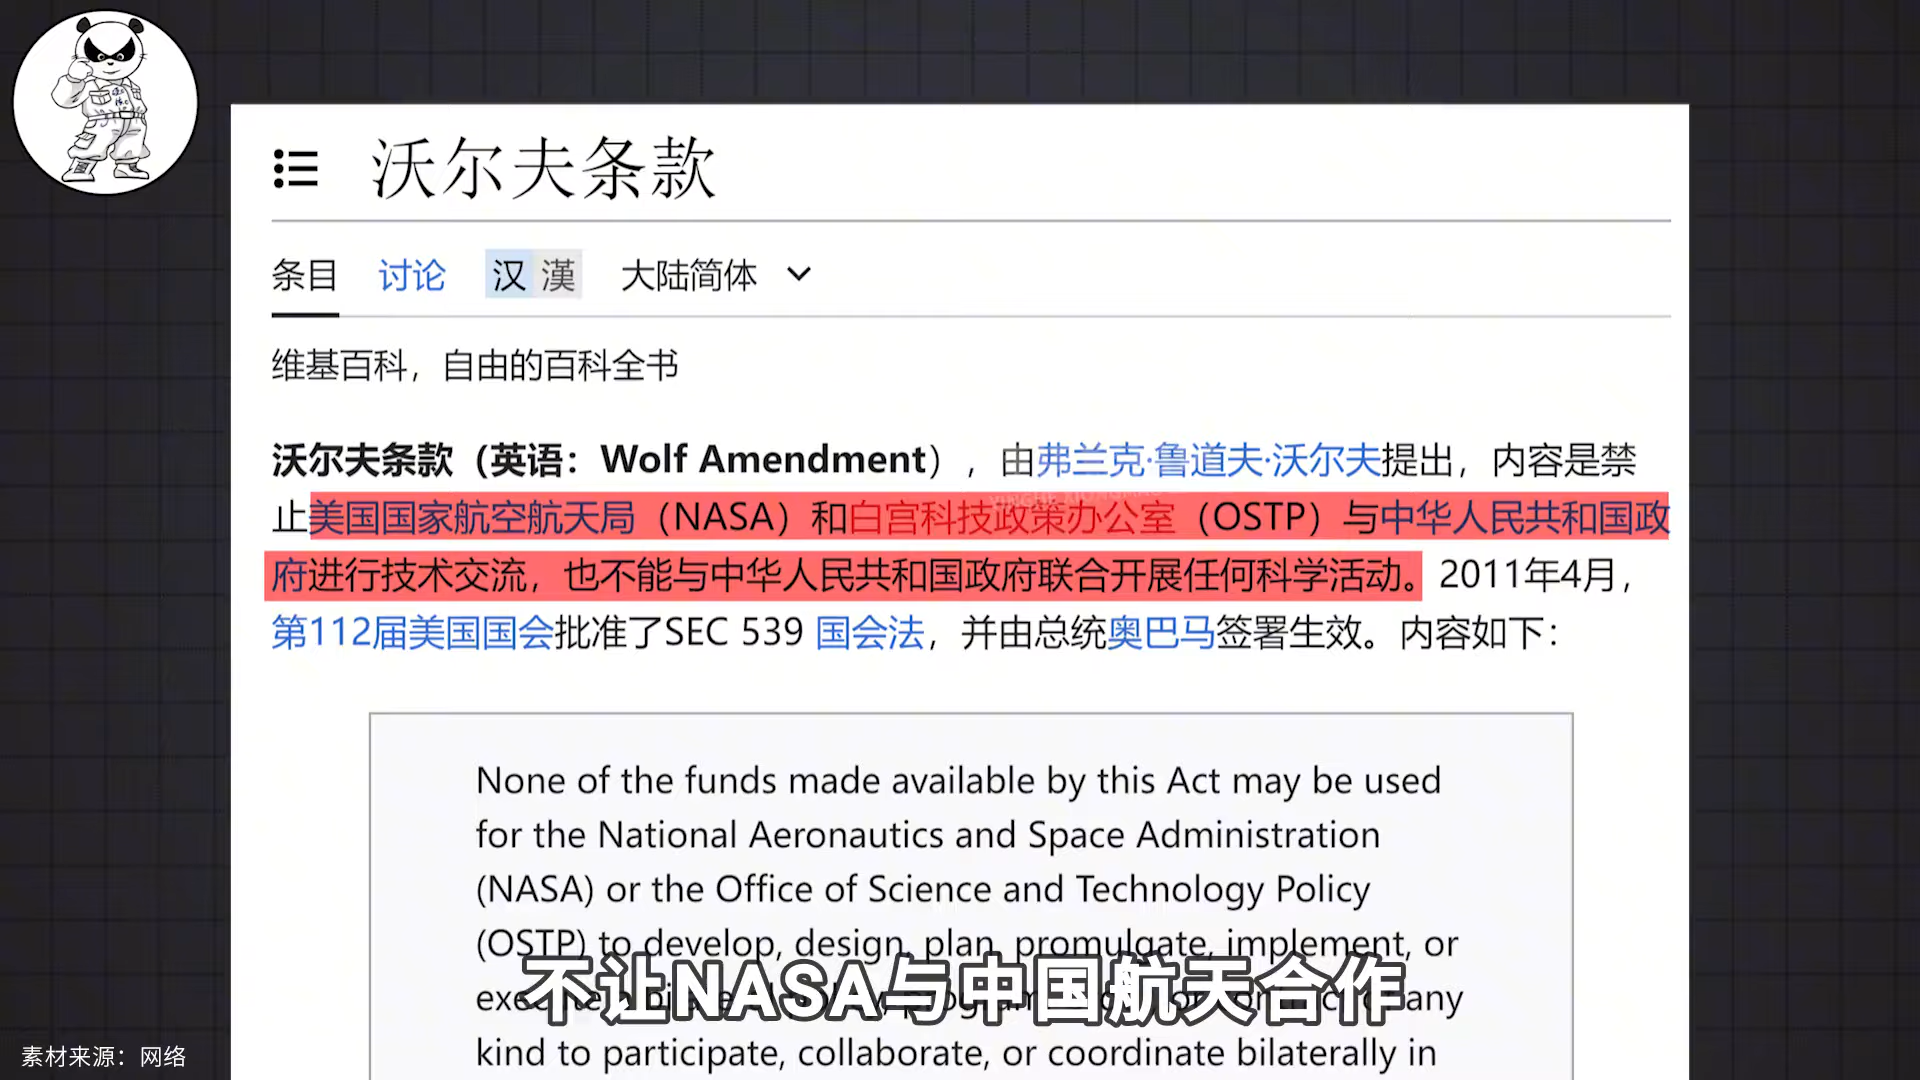 沃尔夫条款
条目 讨论 汉 漢 大陆简体
维基百科，自由的百科全书
沃尔夫条款（英语：Wolf Amendment），由弗兰克·鲁道夫·沃尔夫提出，内容是禁
止美国国家航空航天局（NASA）和白宫科技政策办公室（OSTP）与中华人民共和国政
府进行技术交流，也不能与中华人民共和国政府联合开展任何科学活动。2011年4月，
第112届美国国会批准了SEC 539 国会法，并由总统奥巴马签署生效。内容如下：
None of the funds made available by this Act may be used
for the National Aeronautics and Space Administration
(NASA) or the Office of Science and Technology Policy
(OSTP) to develop, design, plan, promulgate, implement, or
any
kind to participate, collaborate, or coordinate bilaterally in
不让NASA与中国航天合作
素材来源：网络